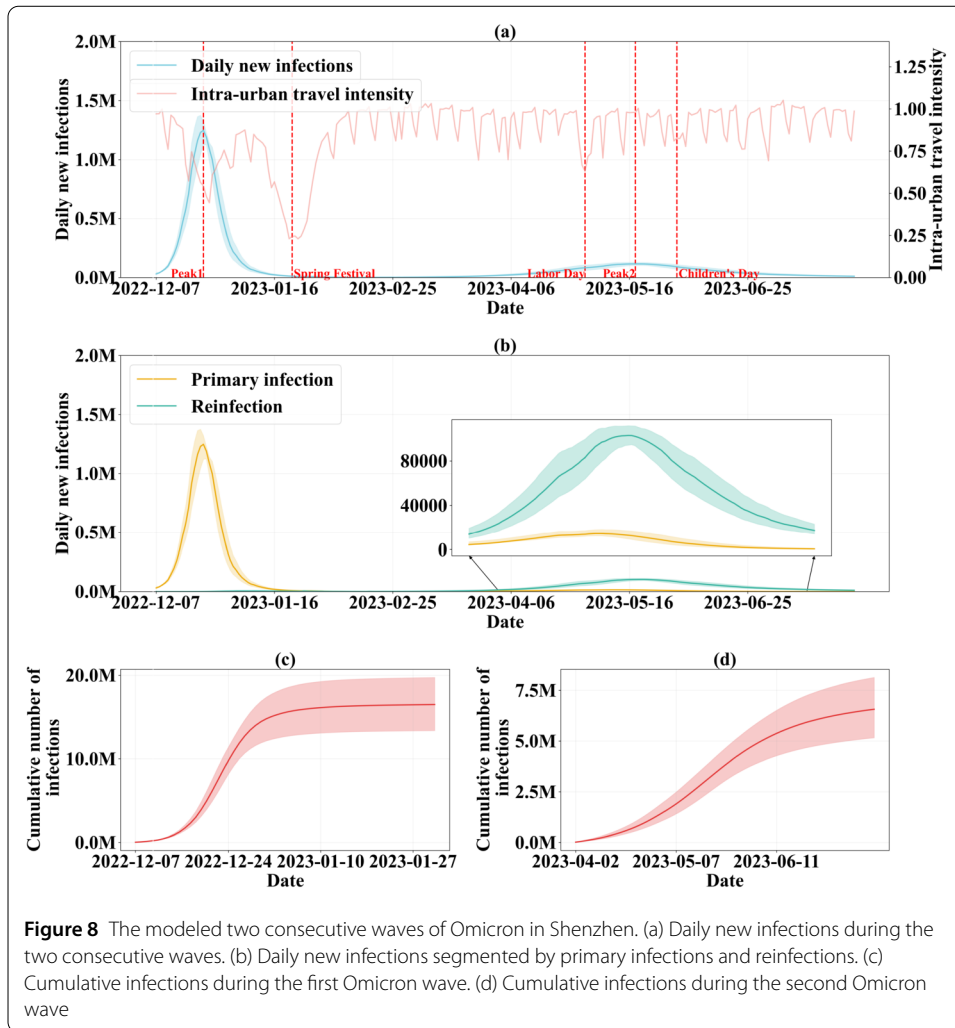 (a)
2.0M
1.5M
1.0M
0.5M
0.0M
Daily new infections
Daily new infections
Intra-urban travel intensity
1.25
1.00
0.75
0.50
0.25
0.00
Intra-urban travel intensity
Peak1
Spring Festival
Labor Day
Peak2
Children's Day
2022-12-07
2023-01-16
2023-02-25
2023-04-06
2023-05-16
2023-06-25
Date
(b)
2.0M
1.5M
1.0M
0.5M
0.0M
Daily new infections
Primary infection
Reinfection
80000
40000
0
2022-12-07
2023-01-16
2023-02-25
2023-04-06
2023-05-16
2023-06-25
Date
(c)
20.0M
10.0M
0.0M
Cumulative number of
infections
2022-12-07
2022-12-24
2023-01-10
2023-01-27
Date
(d)
7.5M
5.0M
2.5M
0.0M
Cumulative number of
infections
2023-04-02
2023-05-07
2023-06-11
Date
Figure 8 The modeled two consecutive waves of Omicron in Shenzhen. (a) Daily new infections during the
two consecutive waves. (b) Daily new infections segmented by primary infections and reinfections. (c)
Cumulative infections during the first Omicron wave. (d) Cumulative infections during the second Omicron
wave